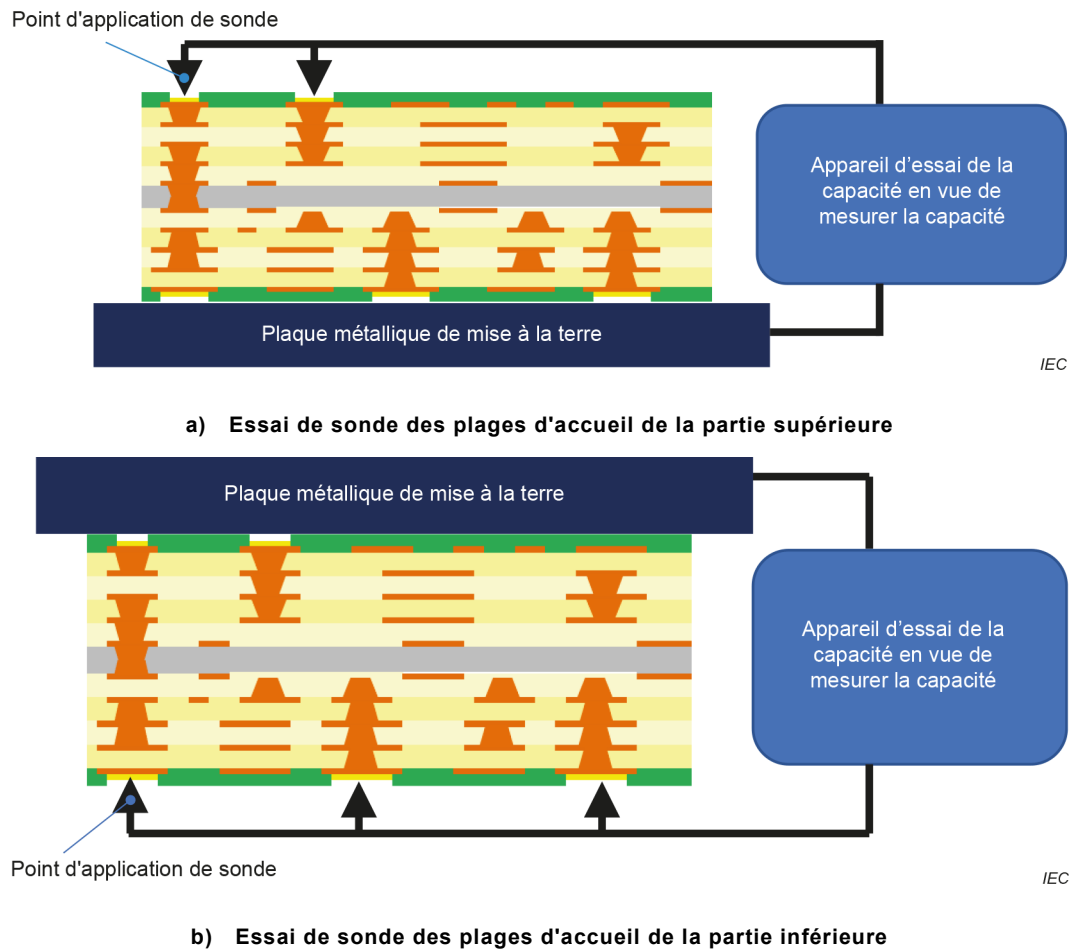 Point d'application de sonde
Appareil d’essai de la
capacité en vue de
mesurer la capacité
Plaque métallique de mise à la terre
IEC
a) Essai de sonde des plages d'accueil de la partie supérieure
Plaque métallique de mise à la terre
Appareil d’essai de la
capacité en vue de
mesurer la capacité
Point d'application de sonde
IEC
b) Essai de sonde des plages d'accueil de la partie inférieure